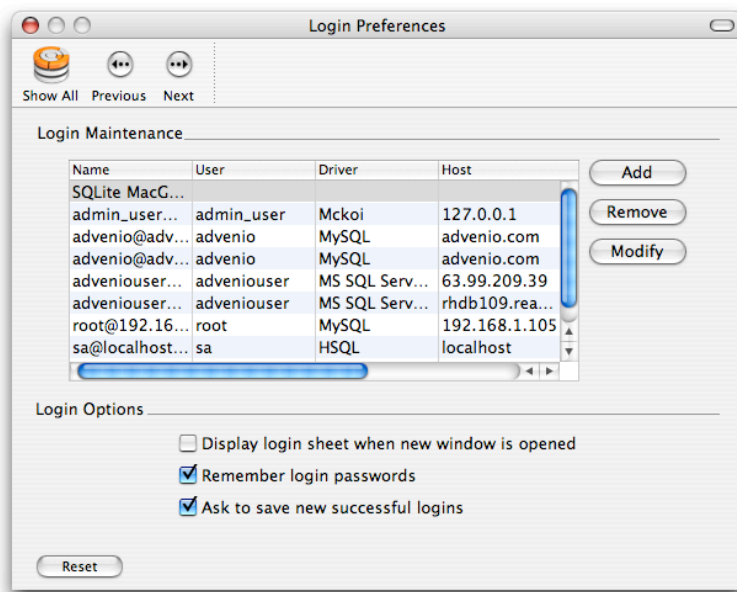 Login Preferences
Show All Previous Next
Login Maintenance
Name User Driver Host
SQLite MacG...
admin_user... admin_user Mckoi 127.0.0.1
advenio@adv... advenio MySQL advenio.com
advenio@adv... advenio MySQL advenio.com
adveniouser... adveniouser MS SQL Serv... 63.99.209.39
adveniouser... adveniouser MS SQL Serv... rhdb109.rea...
root@192.16... root MySQL 192.168.1.105
sa@localhost... sa HSQL localhost
Add
Remove
Modify
Login Options
Display login sheet when new window is opened
Remember login passwords
Ask to save new successful logins
Reset